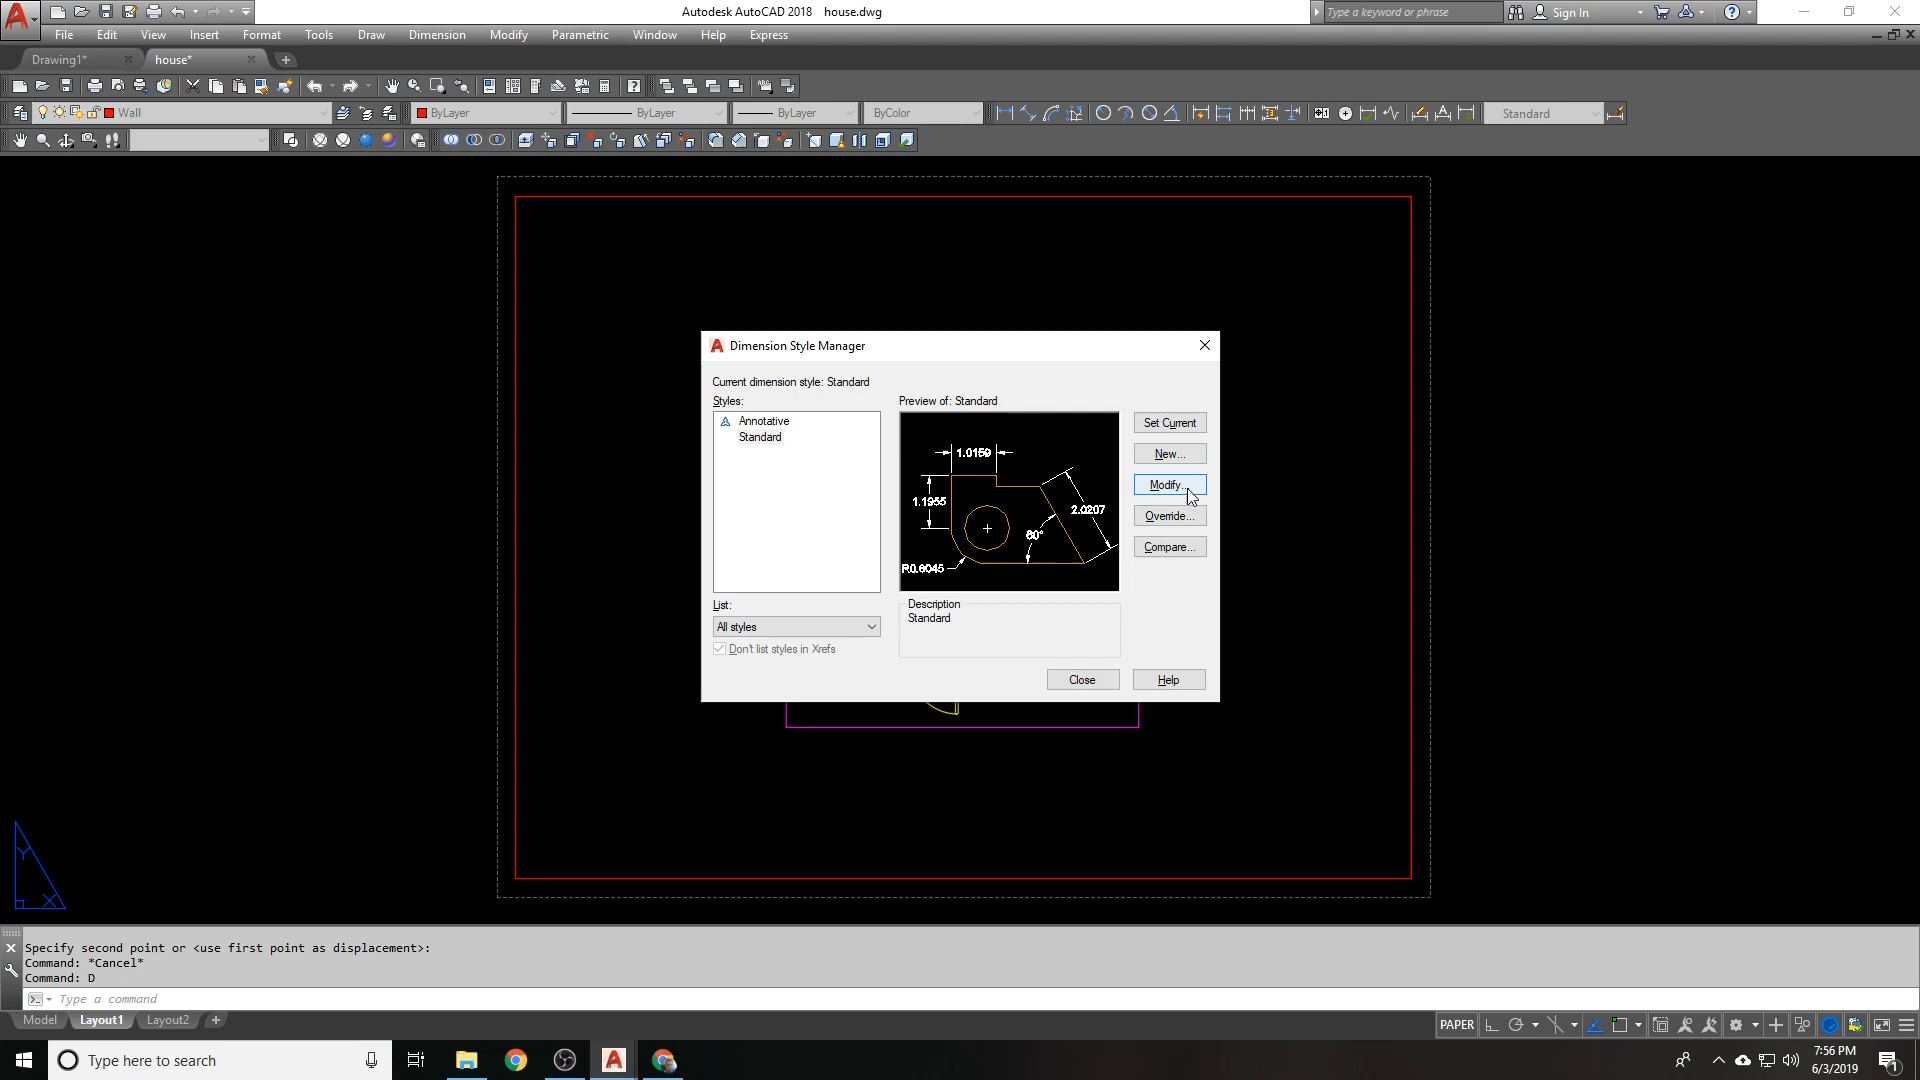 Autodesk AutoCAD 2018 house.dwg
Type a keyword or phrase
Sign In
File Edit View Insert Format Tools Draw Dimension Modify Parametric Window Help Express
Drawing1*
house*
Wall
ByLayer
ByLayer
ByLayer
ByColor
Standard
Dimension Style Manager
Current dimension style: Standard
Styles:
Annotative
Standard
Preview of: Standard
1.0159
1.1955
2.0207
60°
R0.8045
Set Current
New...
Modify...
Override...
Compare...
List:
All styles
Don't list styles in Xrefs
Description
Standard
Close
Help
Y
X
Specify second point or <use first point as displacement>:
Command: *Cancel*
Command: D
Type a command
Model
Layout1
Layout2
PAPER
Type here to search
7:56 PM
6/3/2019
1